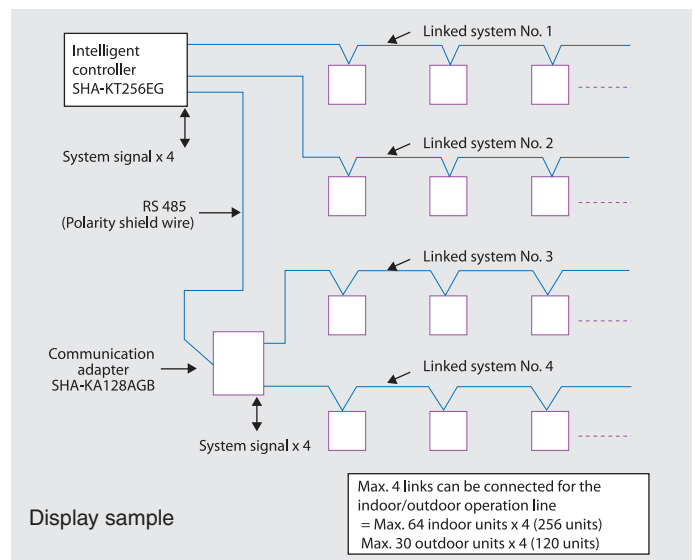 Intelligent
controller
SHA-KT256EG
System signal x 4
RS 485
(Polarity shield wire)
Linked system No. 1
Linked system No. 2
Linked system No. 3
Communication
adapter
SHA-KA128AGB
Linked system No. 4
System signal x 4
Max. 4 links can be connected for the
indoor/outdoor operation line
= Max. 64 indoor units x 4 (256 units)
Max. 30 outdoor units x 4 (120 units)
Display sample